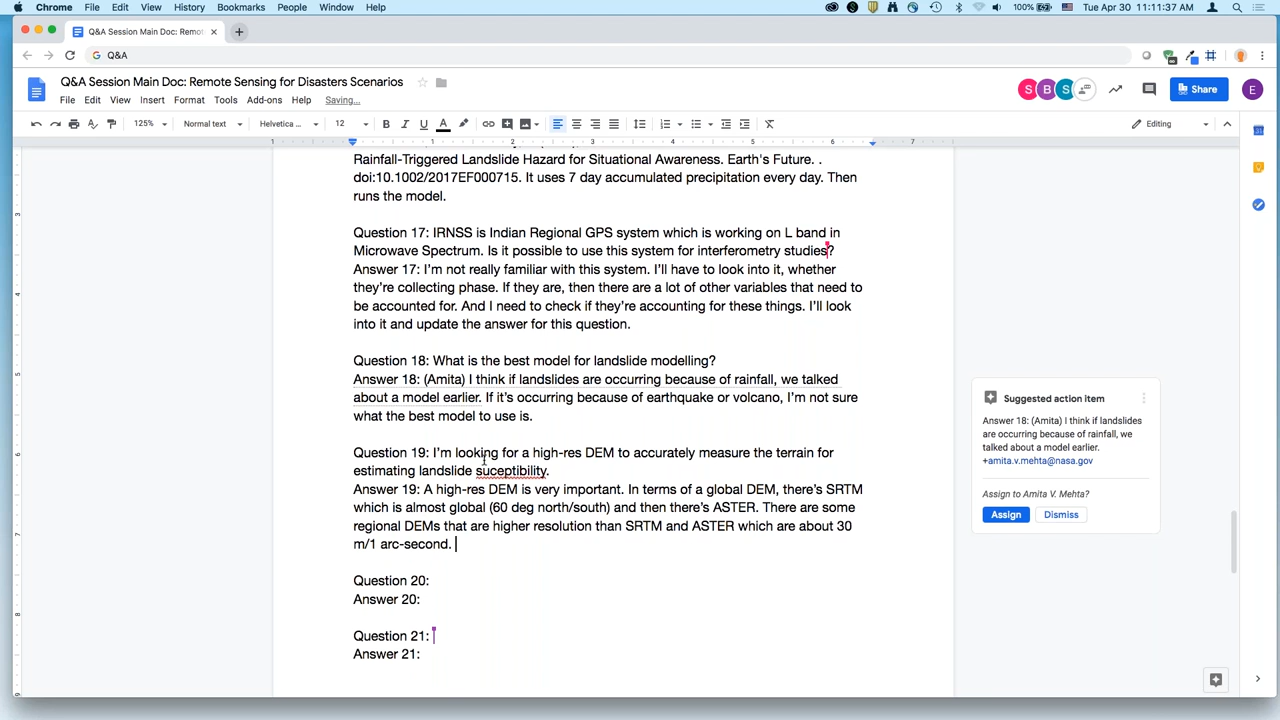 Chrome File Edit View History Bookmarks People Window Help 100% Tue Apr 30 11:11:37 AM
Q&A Session Main Doc: Remot
Q&A
Q&A Session Main Doc: Remote Sensing for Disasters Scenarios
S B S Share E
File Edit View Insert Format Tools Add-ons Help Saving...
125% Normal text Helvetica ... 12 B I U A Editing
1 1 2 3 4 5 6 7
Rainfall-Triggered Landslide Hazard for Situational Awareness. Earth's Future. .
doi:10.1002/2017EF000715. It uses 7 day accumulated precipitation every day. Then
runs the model.
Question 17: IRNSS is Indian Regional GPS system which is working on L band in
Microwave Spectrum. Is it possible to use this system for interferometry studies?
Answer 17: I'm not really familiar with this system. I'll have to look into it, whether
they're collecting phase. If they are, then there are a lot of other variables that need to
be accounted for. And I need to check if they're accounting for these things. I'll look
into it and update the answer for this question.
Question 18: What is the best model for landslide modelling?
Answer 18: (Amita) I think if landslides are occurring because of rainfall, we talked
about a model earlier. If it's occurring because of earthquake or volcano, I'm not sure
what the best model to use is.
Question 19: I'm looking for a high-res DEM to accurately measure the terrain for
estimating landslide suceptibility.
Answer 19: A high-res DEM is very important. In terms of a global DEM, there's SRTM
which is almost global (60 deg north/south) and then there's ASTER. There are some
regional DEMs that are higher resolution than SRTM and ASTER which are about 30
m/1 arc-second.
Question 20:
Answer 20:
Question 21:
Answer 21:
Suggested action item
Answer 18: (Amita) I think if landslides
are occurring because of rainfall, we
talked about a model earlier.
+amita.v.mehta@nasa.gov
Assign to Amita V. Mehta?
Assign Dismiss